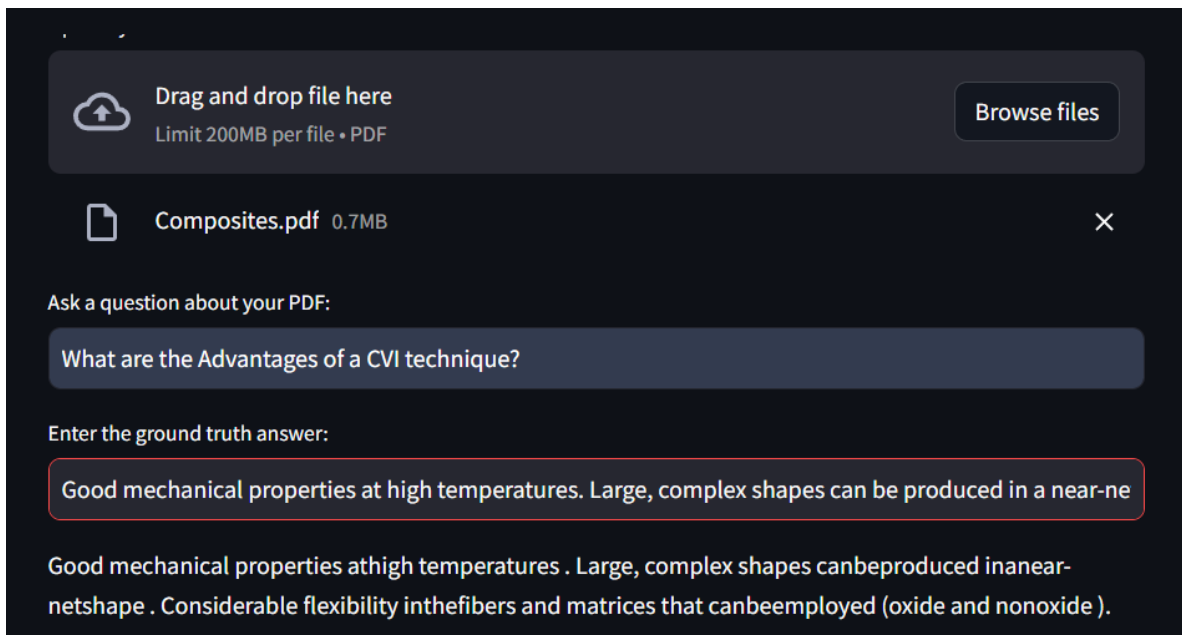 Drag and drop file here
Limit 200MB per file • PDF
Browse files
Composites.pdf 0.7MB
Ask a question about your PDF:
What are the Advantages of a CVI technique?
Enter the ground truth answer:
Good mechanical properties at high temperatures. Large, complex shapes can be produced in a near-ne
Good mechanical properties athigh temperatures . Large, complex shapes canbeproduced inanear-
netshape . Considerable flexibility inthefibers and matrices that canbeemployed (oxide and nonoxide ).